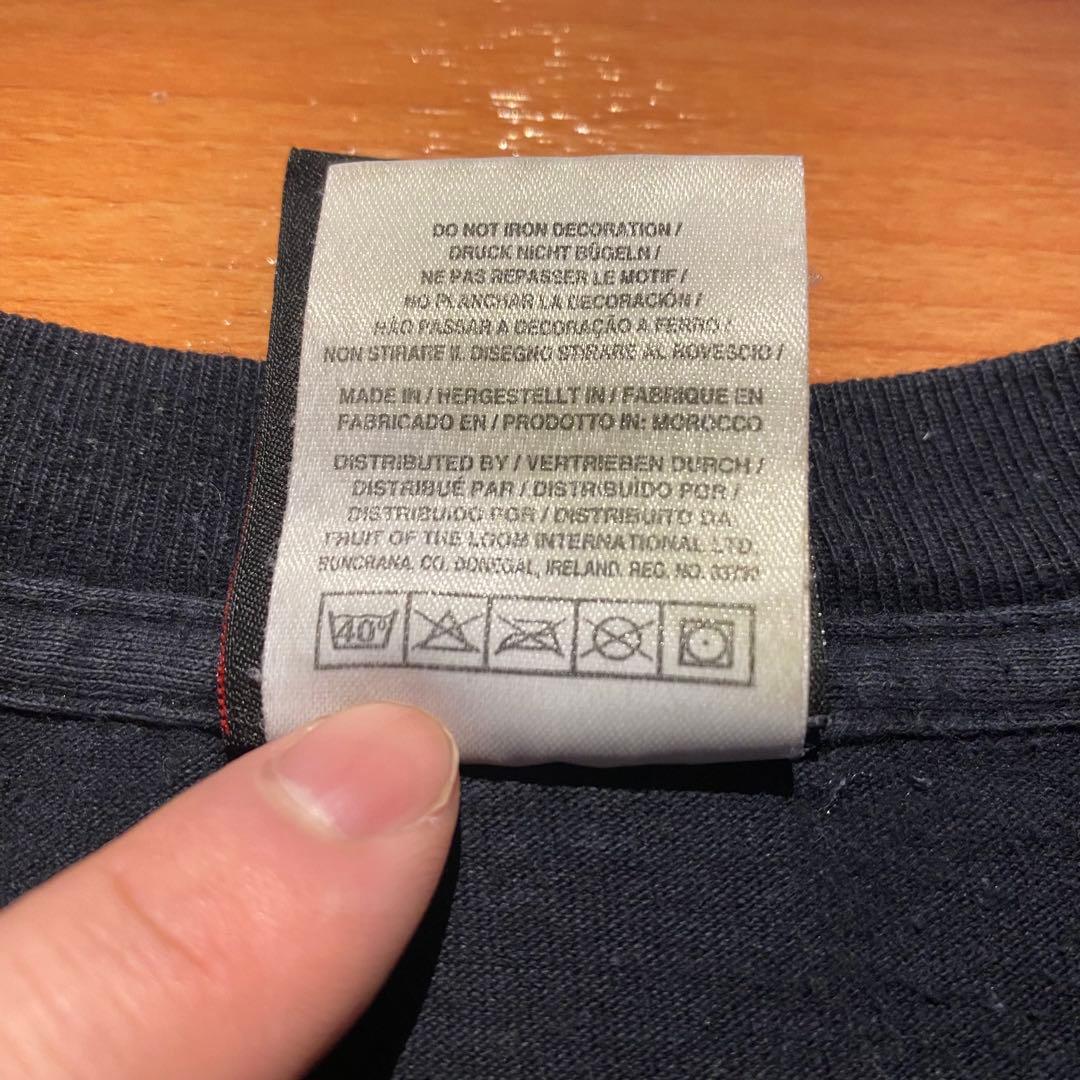 DO NOT IRON DECORATION /
DRUCK NICHT BÜGELN /
NE PAS REPASSER LE MOTIF /
NO PLANCHAR LA DECORACIÓN /
NÃO PASSAR A DECORAÇÃO A FERRO /
NON STIRARE IL DISEGNO STIRARE AL ROVESCIO /
MADE IN / HERGESTELLT IN / FABRIQUE EN
FABRICADO EN / PRODOTTO IN: MOROCCO
DISTRIBUTED BY / VERTRIEBEN DURCH /
DISTRIBUÉ PAR / DISTRIBUÍDO POR /
DISTRIBUIDO POR / DISTRIBUITO DA
FRUIT OF THE LOOM INTERNATIONAL LTD.
BUNCRANA, CO. DONEGAL, IRELAND. REG. NO.
40°